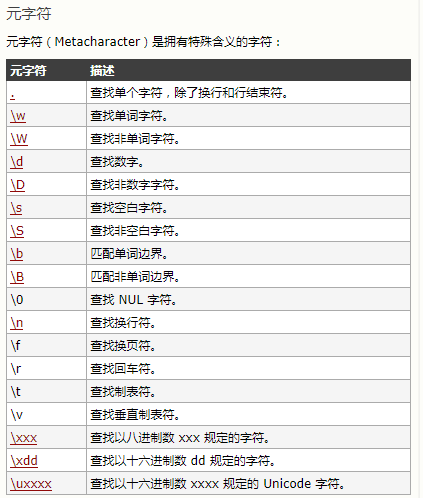 元字符
元字符（Metacharacter）是拥有特殊含义的字符：
元字符 描述
. 查找单个字符，除了换行和行结束符。
\w 查找单词字符。
\W 查找非单词字符。
\d 查找数字。
\D 查找非数字字符。
\s 查找空白字符。
\S 查找非空白字符。
\b 匹配单词边界。
\B 匹配非单词边界。
\0 查找 NUL 字符。
\n 查找换行符。
\f 查找换页符。
\r 查找回车符。
\t 查找制表符。
\v 查找垂直制表符。
\xxx 查找以八进制数 xxx 规定的字符。
\xdd 查找以十六进制数 dd 规定的字符。
\uxxxx 查找以十六进制数 xxxx 规定的 Unicode 字符。